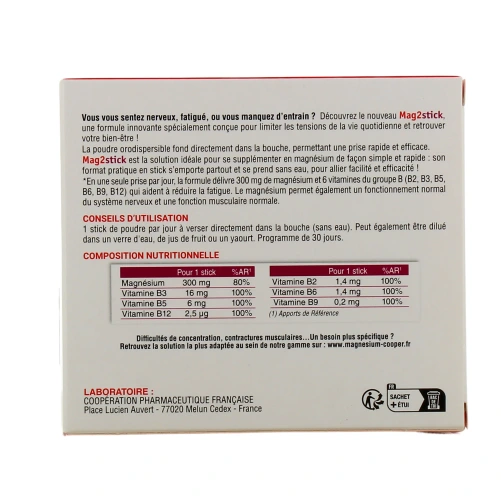 Vous vous sentez nerveux, fatigué, ou vous manquez d'entrain ? Découvrez le nouveau Mag2stick,
une formule innovante spécialement conçue pour limiter les tensions de la vie quotidienne et retrouver
votre bien-être !
La poudre orodispersible fond directement dans la bouche, permettant une prise rapide et efficace.
Mag2stick est la solution idéale pour se supplémenter en magnésium de façon simple et rapide : son
format pratique en stick s'emporte partout et se prend sans eau, pour allier facilité et efficacité !
*En une seule prise par jour, la formule délivre 300 mg de magnésium et 6 vitamines du groupe B (B2, B3, B5,
B6, B9, B12) qui aident à réduire la fatigue. Le magnésium permet également un fonctionnement normal
du système nerveux et une fonction musculaire normale.
CONSEILS D'UTILISATION
1 stick de poudre par jour à verser directement dans la bouche (sans eau). Peut également être dilué
dans un verre d'eau, de jus de fruit ou un yaourt. Programme de 30 jours.
COMPOSITION NUTRITIONNELLE
Pour 1 stick %AR¹
Magnésium 300 mg 80%
Vitamine B3 16 mg 100%
Vitamine B5 6 mg 100%
Vitamine B12 2,5 µg 100%
Pour 1 stick %AR¹
Vitamine B2 1,4 mg 100%
Vitamine B6 1,4 mg 100%
Vitamine B9 0,2 mg 100%
(1) Apports de Référence
Difficultés de concentration, contractures musculaires...Un besoin plus spécifique ?
Retrouvez la solution la plus adaptée au sein de notre gamme sur : www.magnesium-cooper.fr
LABORATOIRE :
COOPÉRATION PHARMACEUTIQUE FRANÇAISE
Place Lucien Auvert - 77020 Melun Cedex - France
FR
SACHET
+ ÉTUI